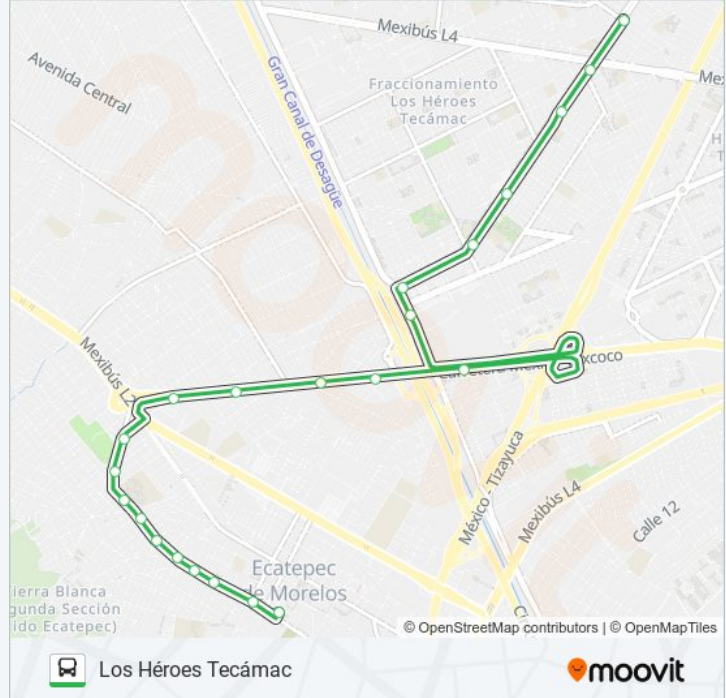 Mexibús L4
Mex
Avenida Central
Gran Canal de Desagüe
Fraccionamiento
Los Héroes
Tecámac
H
T
Mexibús L2
xcoco
México - Tizayuca
Mexibús L4
Calle 12
Ecatepec
de Morelos
ierra Blanca
gunda Sección
ido Ecatepec)
C
© OpenStreetMap contributors | © OpenMapTiles
Los Héroes Tecámac
moovit